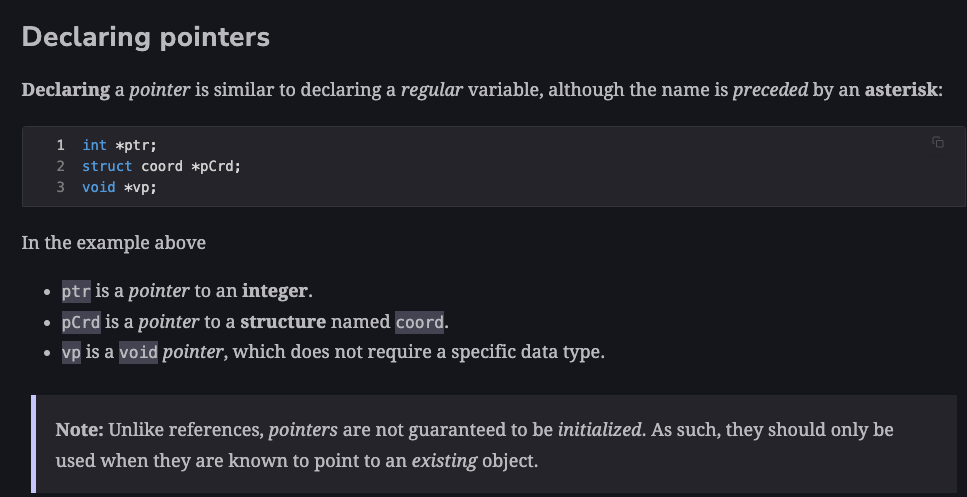 Declaring pointers
Declaring a pointer is similar to declaring a regular variable, although the name is preceded by an asterisk:
1 int *ptr;
2 struct coord *pCrd;
3 void *vp;
In the example above
• ptr is a pointer to an integer.
• pCrd is a pointer to a structure named coord.
• vp is a void pointer, which does not require a specific data type.
Note: Unlike references, pointers are not guaranteed to be initialized. As such, they should only be
used when they are known to point to an existing object.